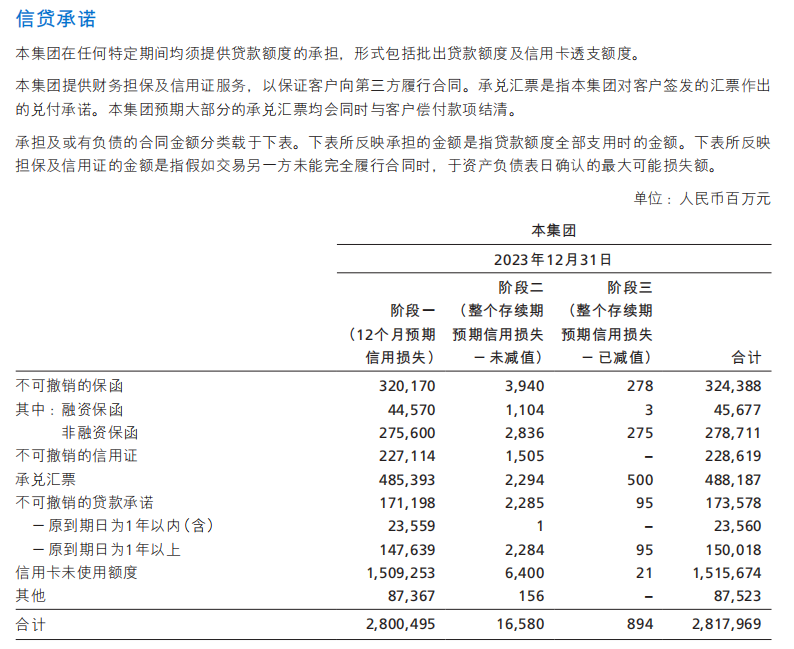 信贷承诺
本集团在任何特定期间均须提供贷款额度的承担，形式包括批出贷款额度及信用卡透支额度。
本集团提供财务担保及信用证服务，以保证客户向第三方履行合同。承兑汇票是指本集团对客户签发的汇票作出
的兑付承诺。本集团预期大部分的承兑汇票均会同时与客户偿付款项结清。
承担及或有负债的合同金额分类载于下表。下表所反映承担的金额是指贷款额度全部支用时的金额。下表所反映
担保及信用证的金额是指假如交易另一方未能完全履行合同时，于资产负债表日确认的最大可能损失额。
单位：人民币百万元
本集团
2023年12月31日
阶段二 阶段三
阶段一 （整个存续期 （整个存续期
（12个月预期 预期信用损失 预期信用损失
信用损失） －未减值） －已减值） 合计
不可撤销的保函 320,170 3,940 278 324,388
其中：融资保函 44,570 1,104 3 45,677
非融资保函 275,600 2,836 275 278,711
不可撤销的信用证 227,114 1,505 – 228,619
承兑汇票 485,393 2,294 500 488,187
不可撤销的贷款承诺 171,198 2,285 95 173,578
－原到期日为1年以内（含） 23,559 1 – 23,560
－原到期日为1年以上 147,639 2,284 95 150,018
信用卡未使用额度 1,509,253 6,400 21 1,515,674
其他 87,367 156 – 87,523
合计 2,800,495 16,580 894 2,817,969